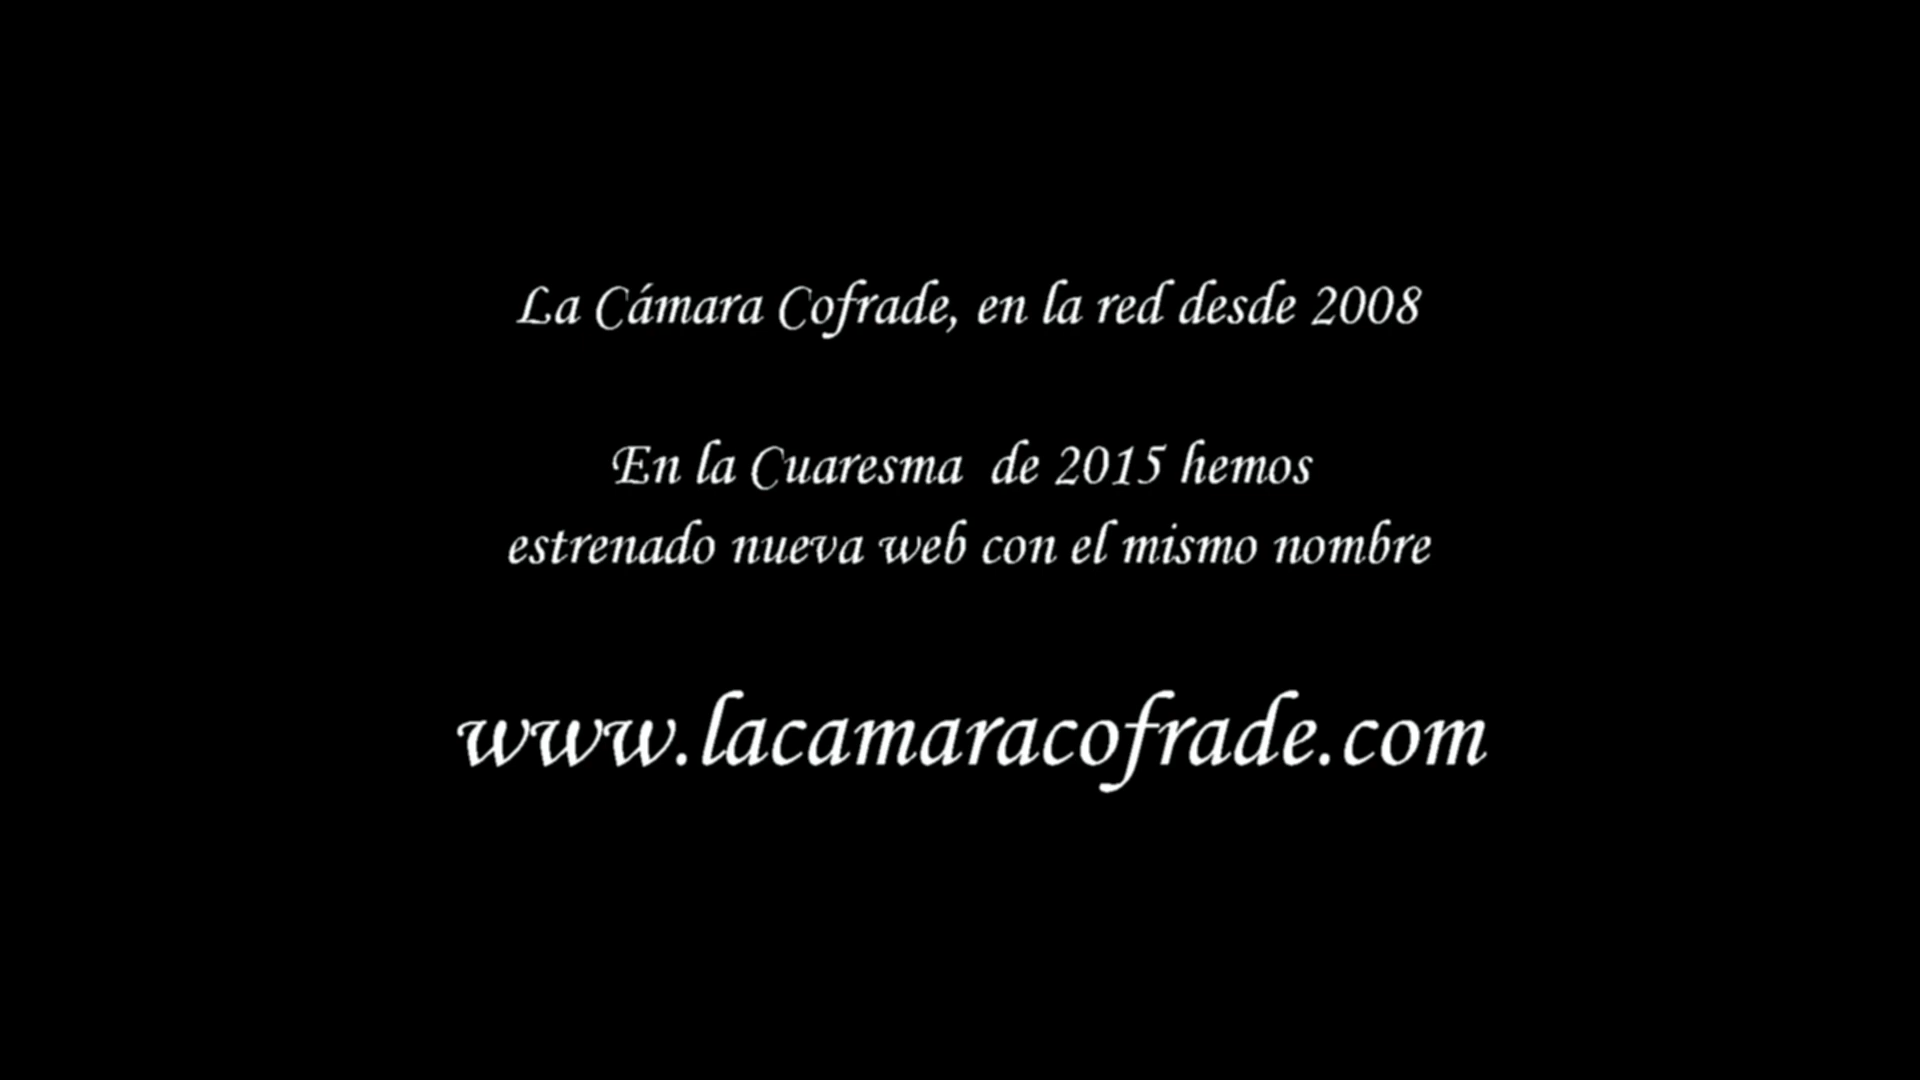 La Cámara Cofrade, en la red desde 2008
En la Cuaresma  de 2015 hemos
estrenado nueva web con el mismo nombre
www.lacamaracofrade.com